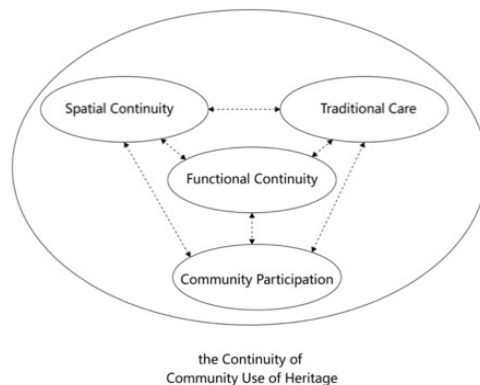 Spatial Continuity
Traditional Care
Functional Continuity
Community Participation
the Continuity of
Community Use of Heritage